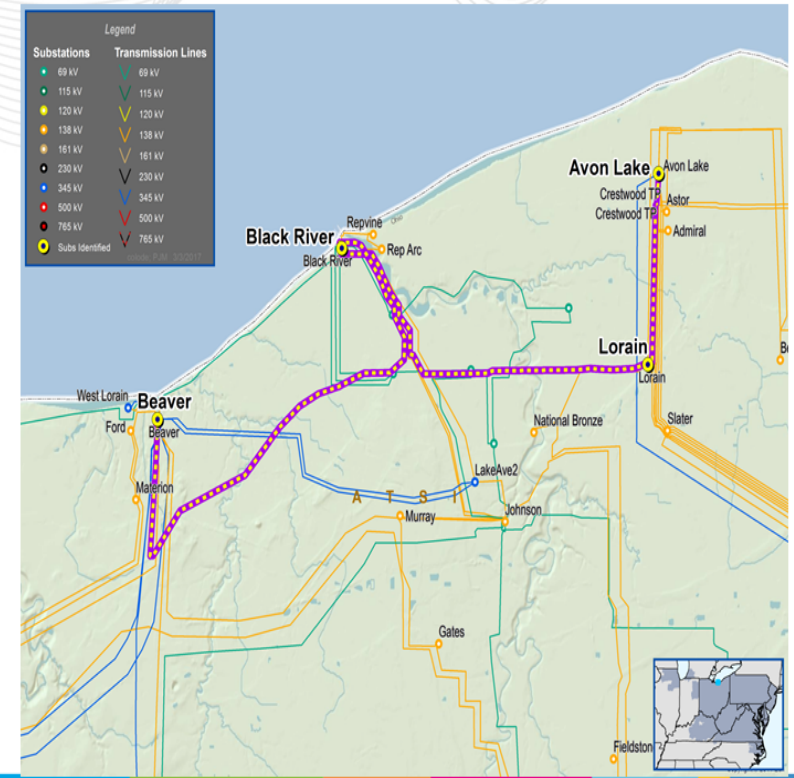 Legend
Substations
Transmission Lines
69 kV
69 kV
115 kV
115 kV
120 kV
120 kV
138 kV
138 kV
161 kV
161 kV
230 kV
230 kV
345 kV
345 kV
500 kV
500 kV
765 kV
765 kV
Subs Identified
Avon Lake
Avon Lake
Crestwood TP
Astor
Crestwood TP
Admiral
Repvine
Black River
Rep Arc
Black River
Lorain
Lorain
West Lorain
Beaver
Ford
Beaver
National Bronze
Slater
LakeAve2
Materion
A T S I
Murray
Johnson
Gates
Fieldston